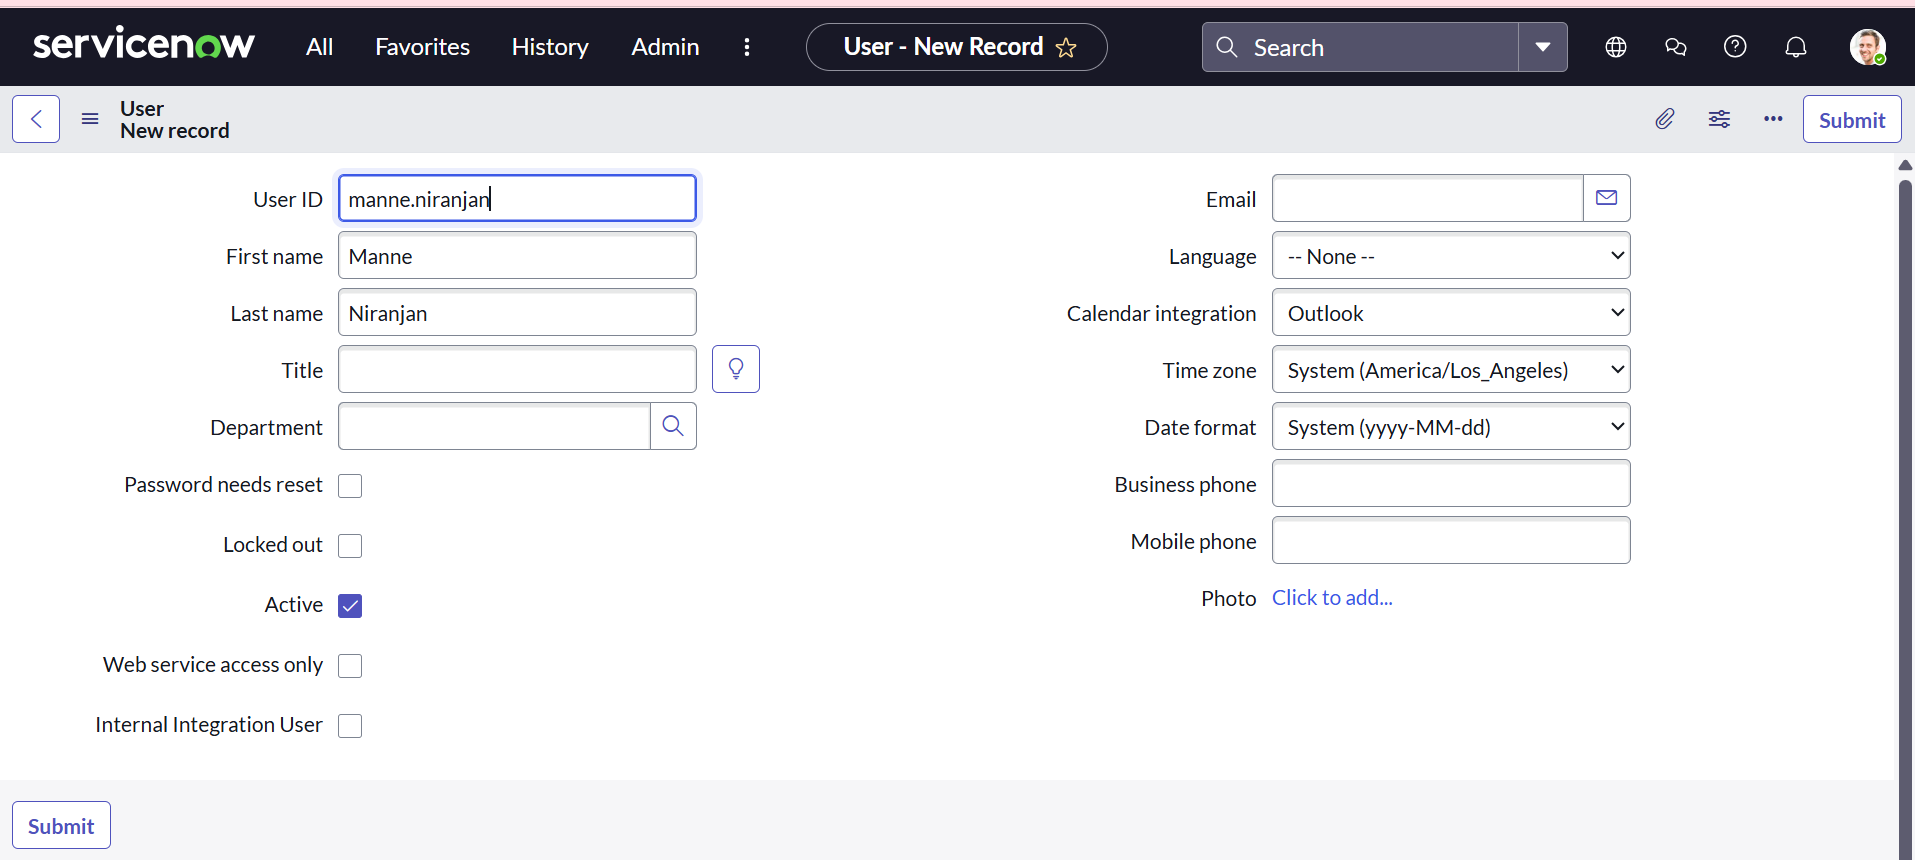 servicenow All Favorites History Admin User - New Record Search
User
New record
Submit
User ID manne.niranjan
First name Manne
Last name Niranjan
Title
Department
Password needs reset
Locked out
Active
Web service access only
Internal Integration User
Email
Language -- None --
Calendar integration Outlook
Time zone System (America/Los_Angeles)
Date format System (yyyy-MM-dd)
Business phone
Mobile phone
Photo Click to add...
Submit